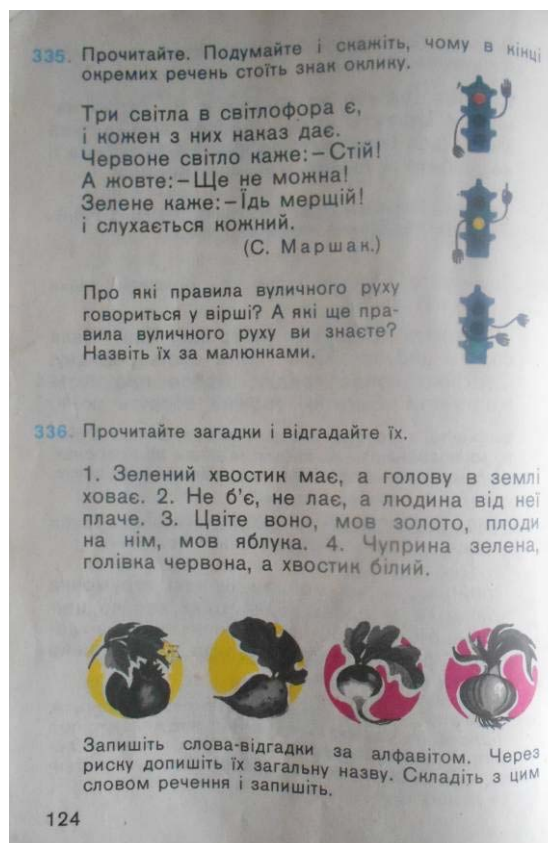 335. Прочитайте. Подумайте і скажіть, чому в кінці
окремих речень стоїть знак оклику.
Три світла в світлофора є,
і кожен з них наказ дає.
Червоне світло каже:–Стій!
А жовте:–Ще не можна!
Зелене каже:–Їдь мерщій!
і слухається кожний.
(С. Маршак.)
Про які правила вуличного руху
говориться у вірші? А які ще пра-
вила вуличного руху ви знаєте?
Назвіть їх за малюнками.
336. Прочитайте загадки і відгадайте їх.
1. Зелений хвостик має, а голову в землі
ховає. 2. Не б’є, не лає, а людина від неї
плаче. 3. Цвіте воно, мов золото, плоди
на нім, мов яблука. 4. Чуприна зелена,
голівка червона, а хвостик білий.
Запишіть слова-відгадки за алфавітом. Через
риску допишіть їх загальну назву. Складіть з цим
словом речення і запишіть.
124